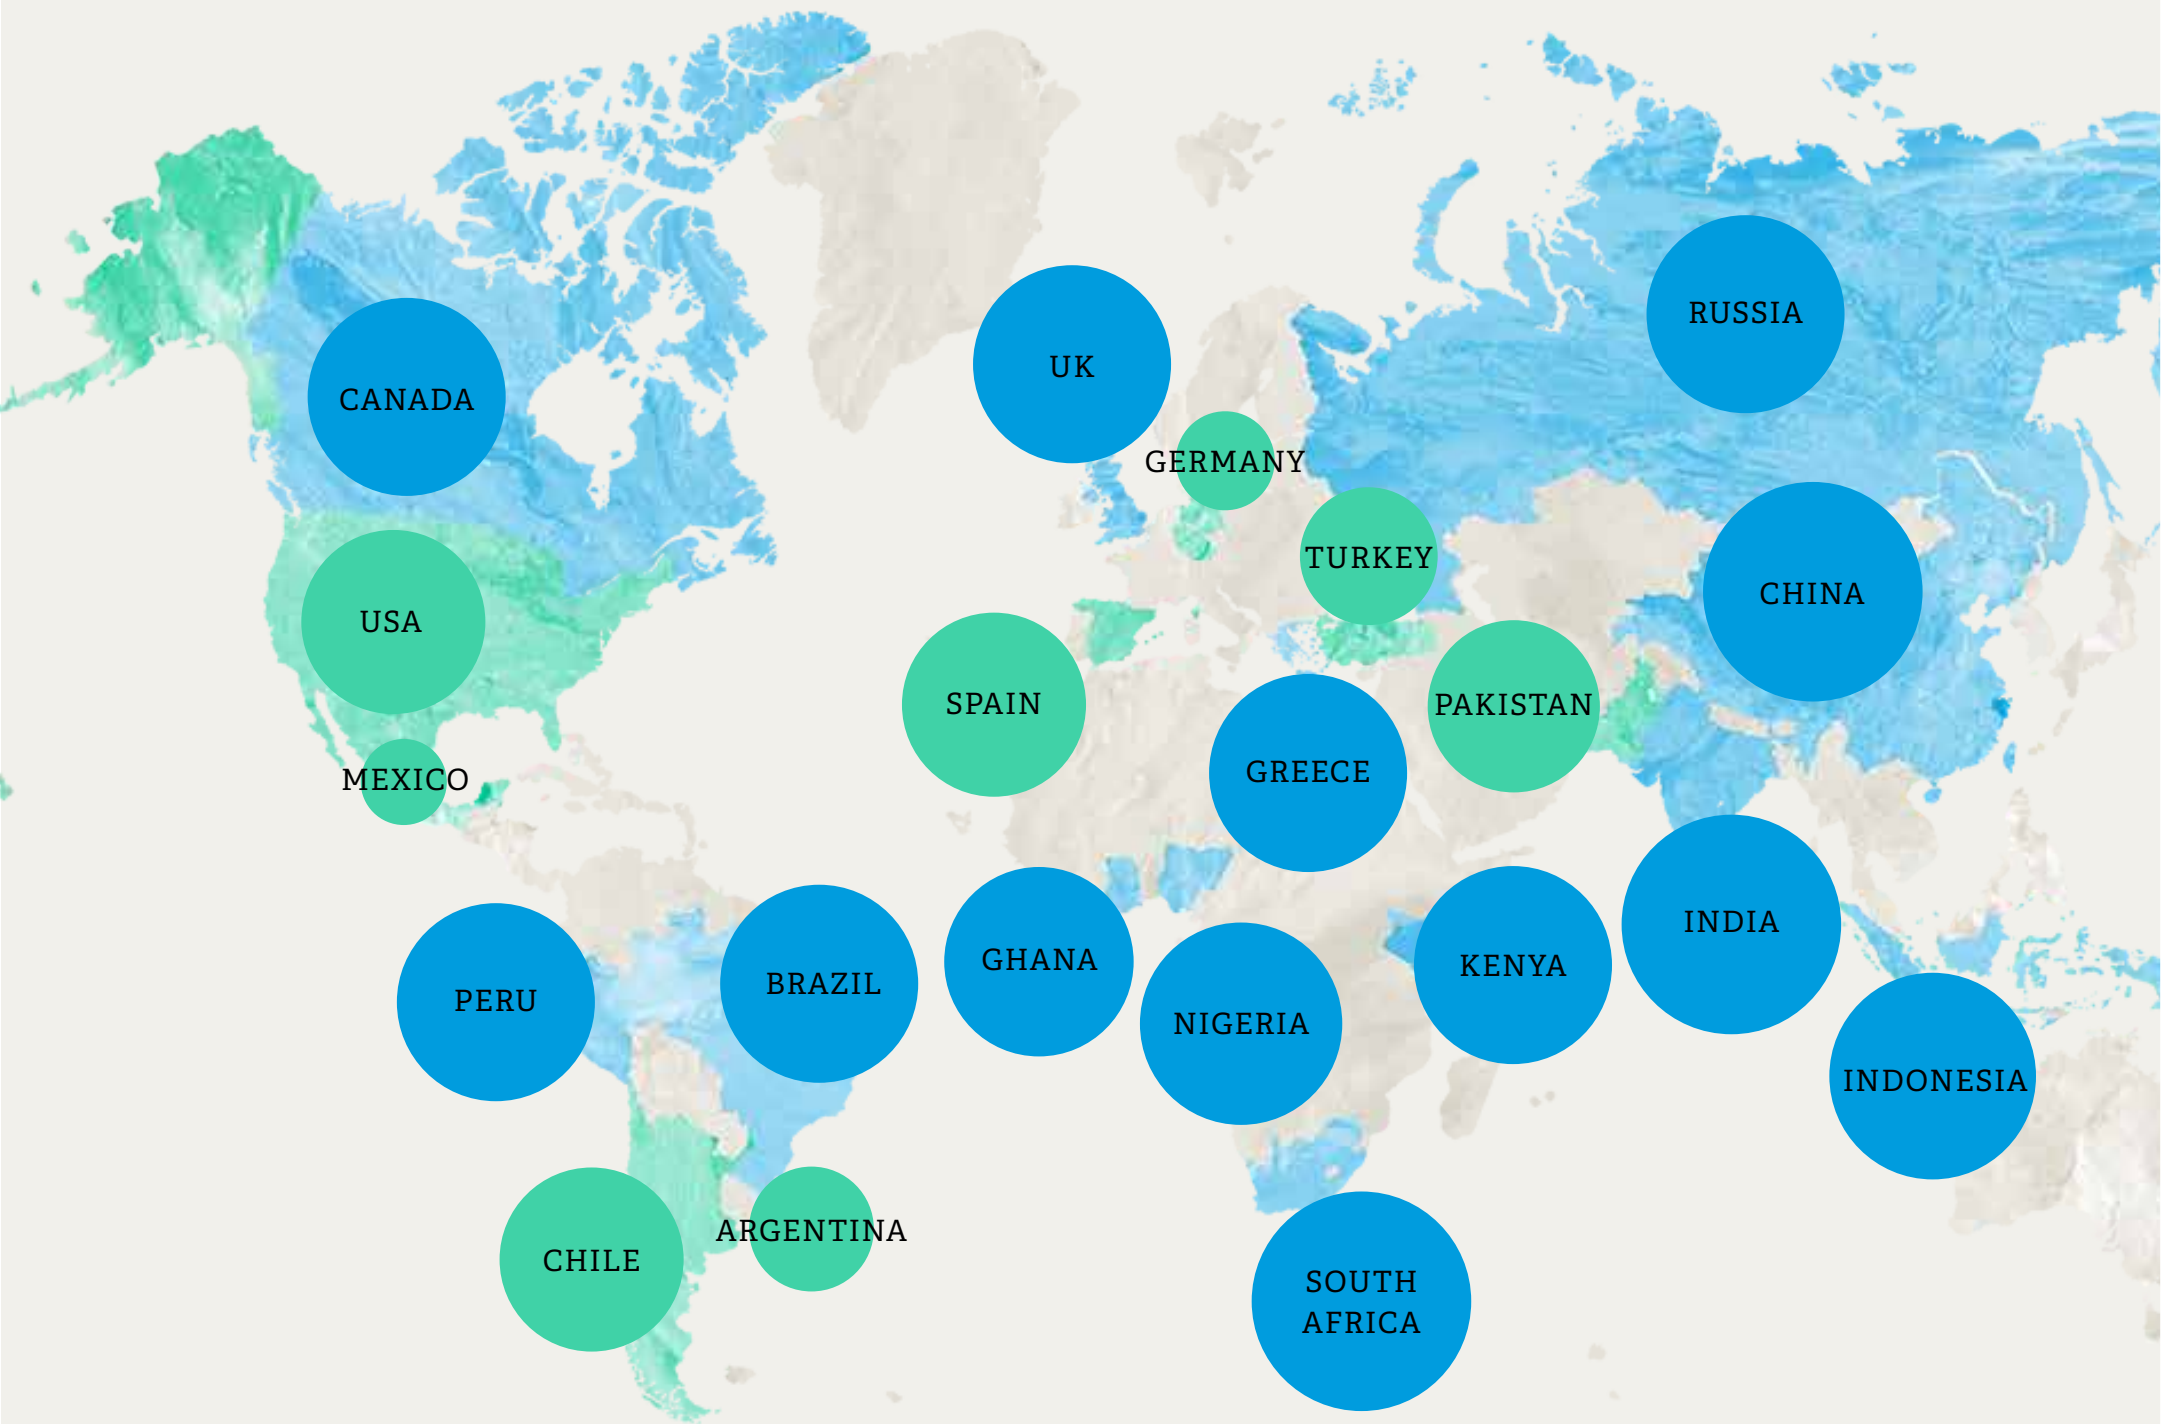 RUSSIA
UK
CANADA
GERMANY
TURKEY
CHINA
USA
SPAIN
PAKISTAN
GREECE
MEXICO
INDIA
GHANA
KENYA
BRAZIL
PERU
NIGERIA
INDONESIA
ARGENTINA
CHILE
SOUTH
AFRICA